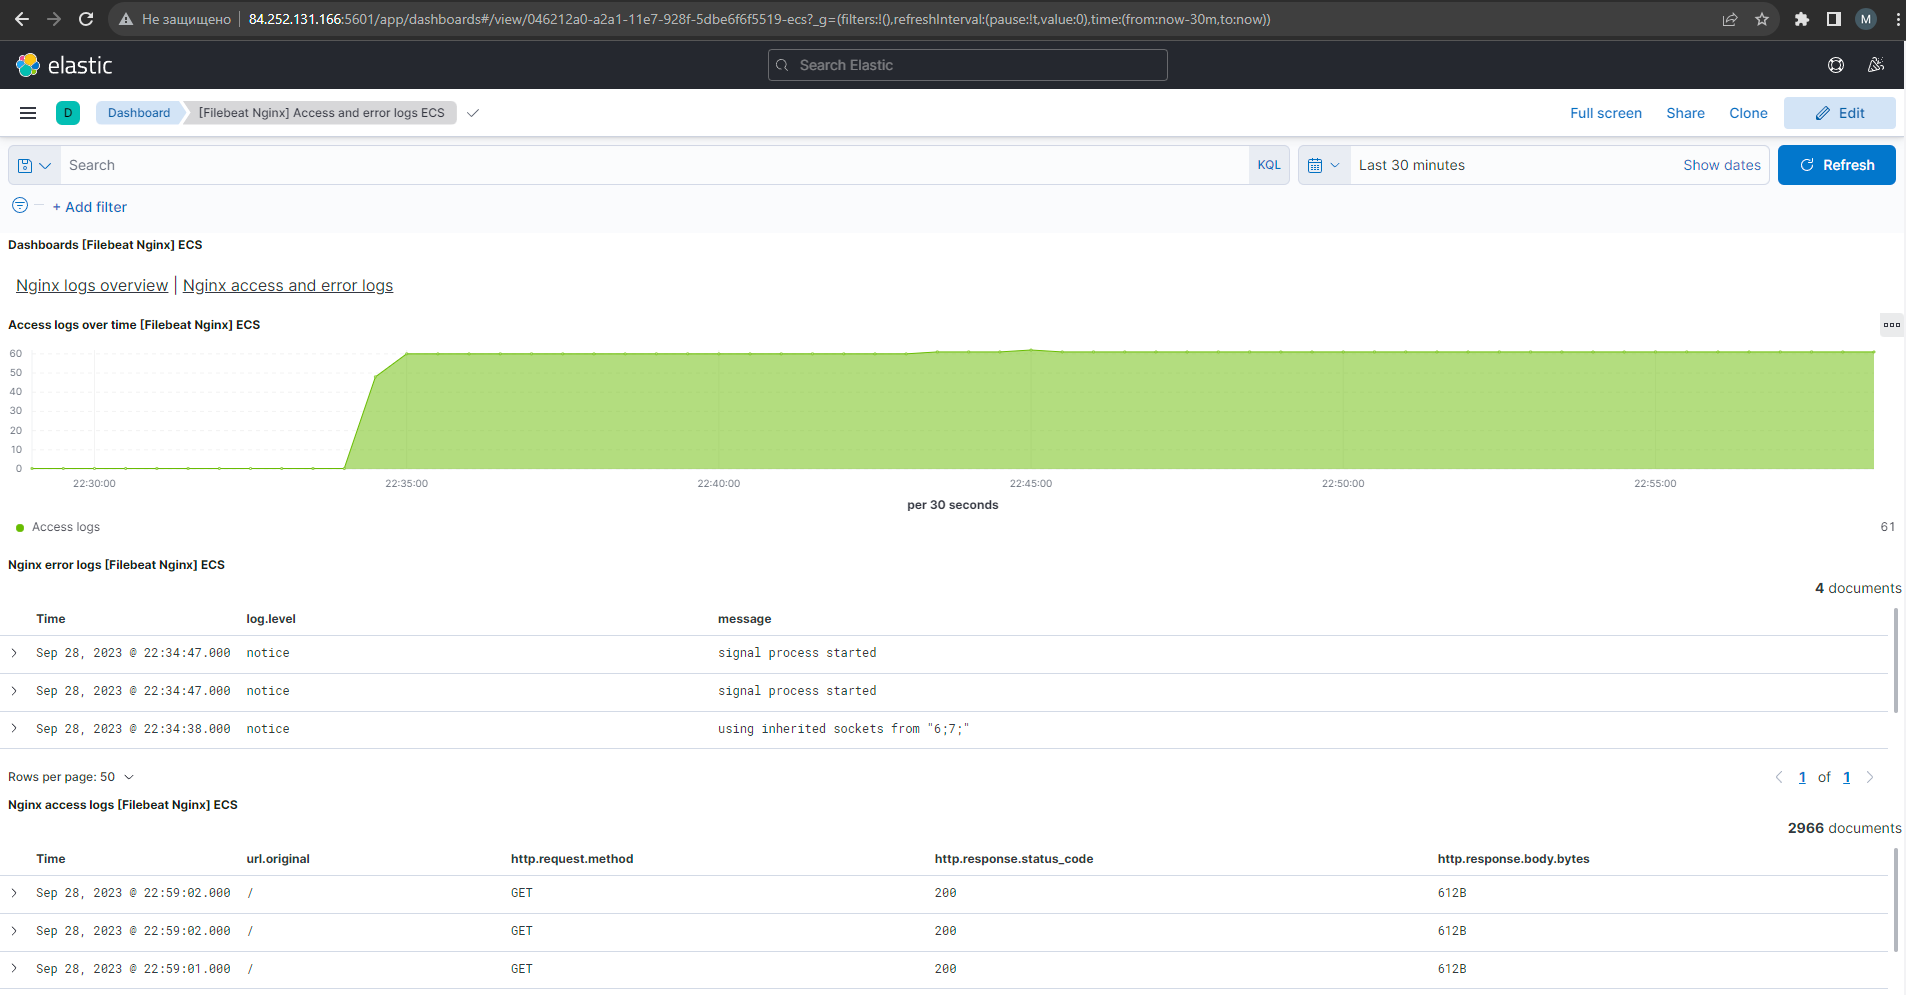 Не защищено 84.252.131.166:5601/app/dashboards#/view/046212a0-a2a1-11e7-928f-5dbe6f6f5519-ecs?_g=(filters:!(),refreshInterval:(pause:!t,value:0),time:(from:now-30m,to:now)) M
elastic Search Elastic
D Dashboard [Filebeat Nginx] Access and error logs ECS Full screen Share Clone Edit
Search KQL Last 30 minutes Show dates Refresh
+ Add filter
Dashboards [Filebeat Nginx] ECS
Nginx logs overview | Nginx access and error logs
Access logs over time [Filebeat Nginx] ECS
60
50
40
30
20
10
0
22:30:00 22:35:00 22:40:00 22:45:00 22:50:00 22:55:00
per 30 seconds
Access logs 61
Nginx error logs [Filebeat Nginx] ECS
4 documents
Time log.level message
Sep 28, 2023 @ 22:34:47.000 notice signal process started
Sep 28, 2023 @ 22:34:47.000 notice signal process started
Sep 28, 2023 @ 22:34:38.000 notice using inherited sockets from "6;7;"
Rows per page: 50 1 of 1
Nginx access logs [Filebeat Nginx] ECS
2966 documents
Time url.original http.request.method http.response.status_code http.response.body.bytes
Sep 28, 2023 @ 22:59:02.000 / GET 200 612B
Sep 28, 2023 @ 22:59:02.000 / GET 200 612B
Sep 28, 2023 @ 22:59:01.000 / GET 200 612B